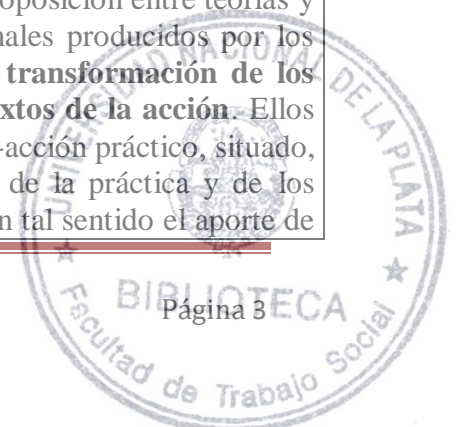 oposición entre teorías y
nales producidos por los
transformación de los
xtos de la acción. Ellos
-acción práctico, situado,
de la práctica y de los
n tal sentido el aporte de
Página 3
UNIVERSIDAD NACIONAL DE LA PLATA
BIBLIOTECA
Facultad de Trabajo Social